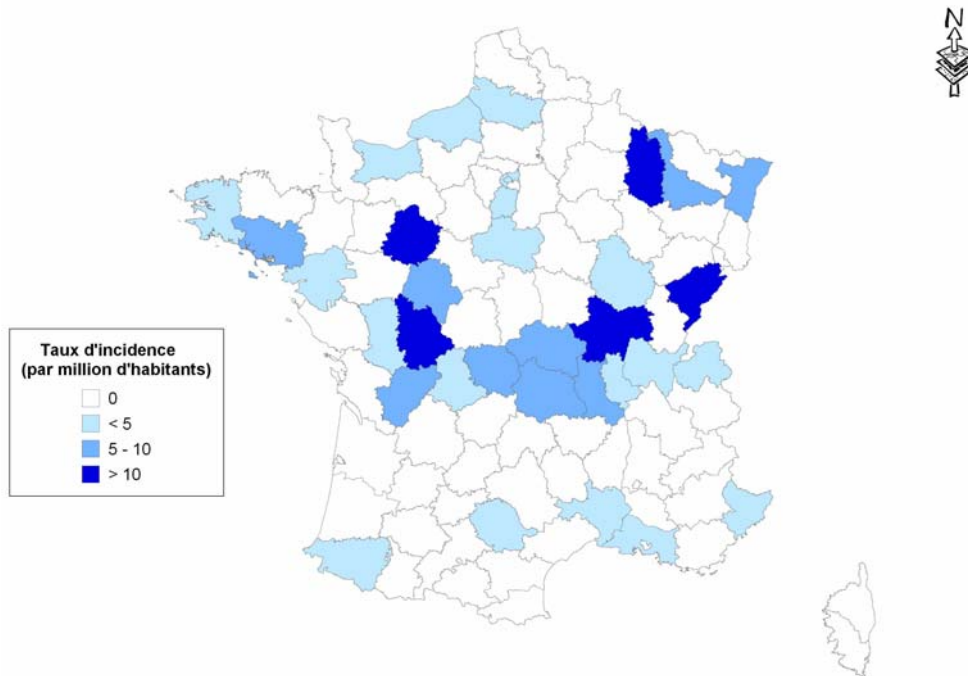 N
Taux d'incidence
(par million d'habitants)
0
< 5
5 - 10
> 10